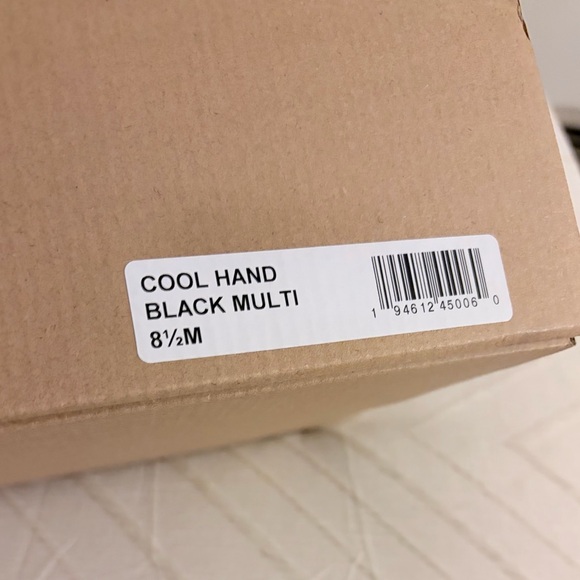 COOL HAND
BLACK MULTI
8½M
1 94612 45006 0